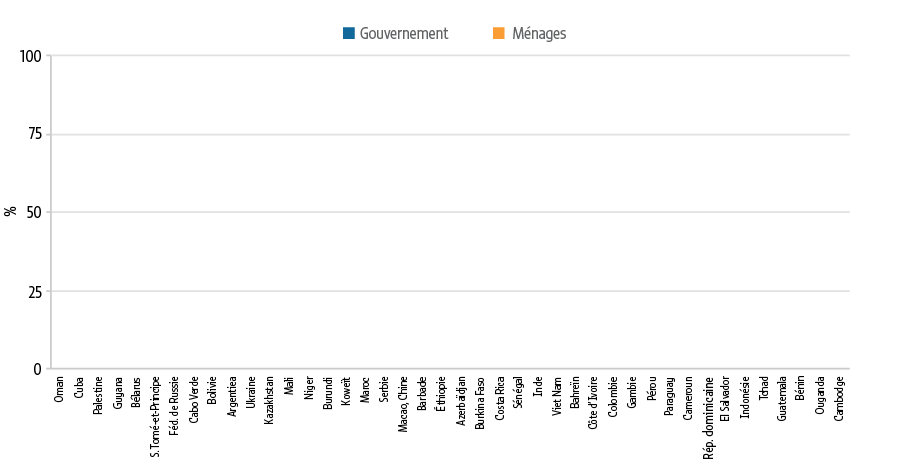 Gouvernement Ménages
100
75
50
25
0
%
Oman
Cuba
Palestine
Guyana
Bélarus
S.Tomé-et-Principe
Féd. de Russie
Cabo Verde
Bolivie
Argentiea
Ukraine
Kazakhstan
Mali
Niger
Burundi
Koweït
Maroc
Serbie
Macao, Chine
Barbade
Éthiopie
Azerbaïdjan
Burkina Faso
Costa Rica
Sénégal
Inde
Viet Nam
Bahreïn
Côte d'Ivoire
Colombie
Gambie
Pérou
Paraguay
Cameroun
Rép. dominicaine
El Salvador
Indonésie
Tchad
Guatemala
Bénin
Ouganda
Cambodge